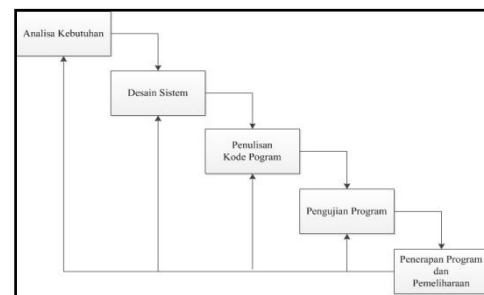 Analisa Kebutuhan
Desain Sistem
Penulisan
Kode Pogram
Pengujian Program
Penerapan Program
dan
Pemeliharaan